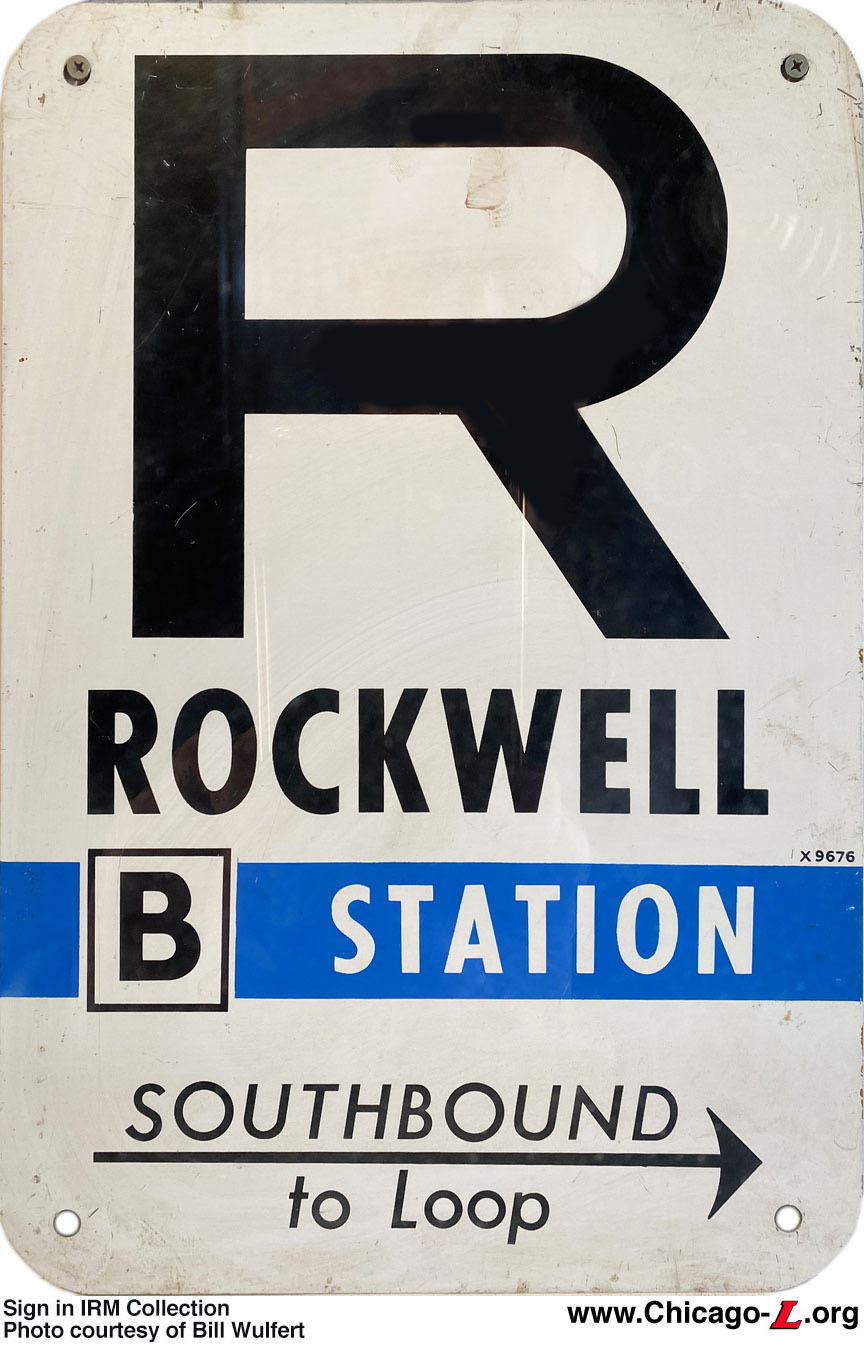 R
ROCKWELL
X9676
B STATION
SOUTHBOUND
to Loop
Sign in IRM Collection
Photo courtesy of Bill Wulfert
www.Chicago-L.org